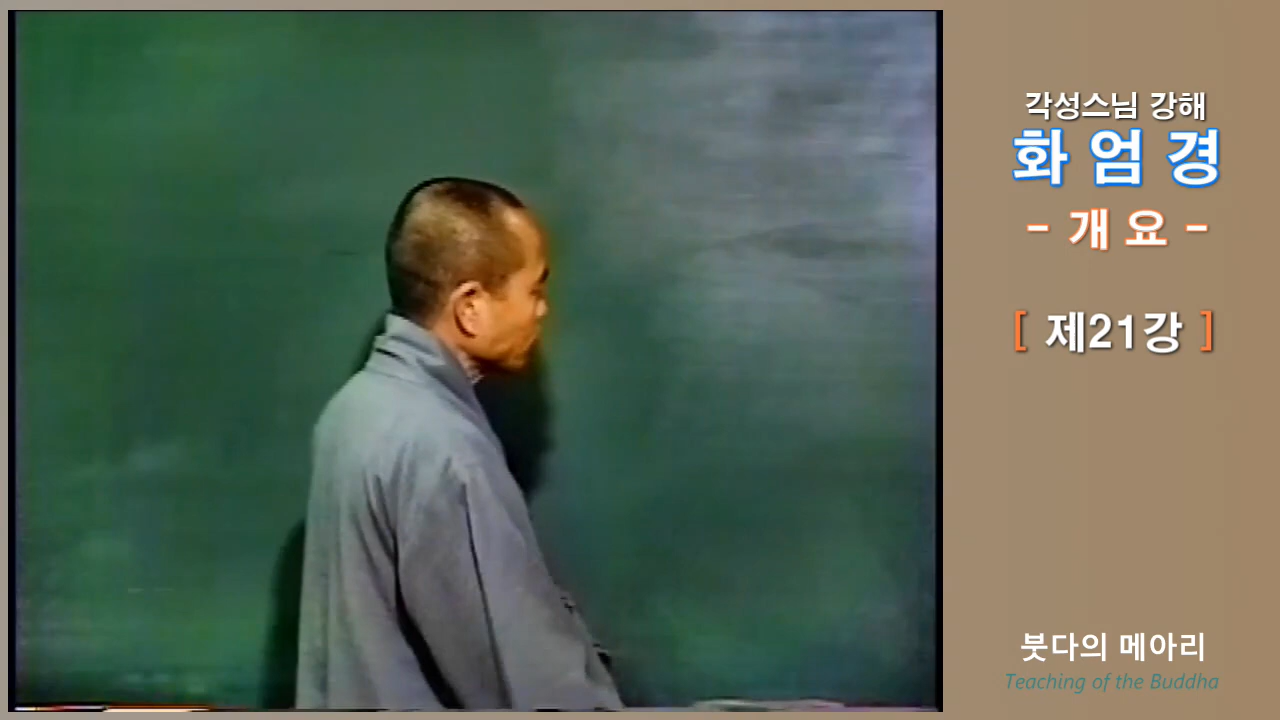 각성스님 강해
화엄경
- 개요 -
[ 제21강 ]
붓다의 메아리
Teaching of the Buddha